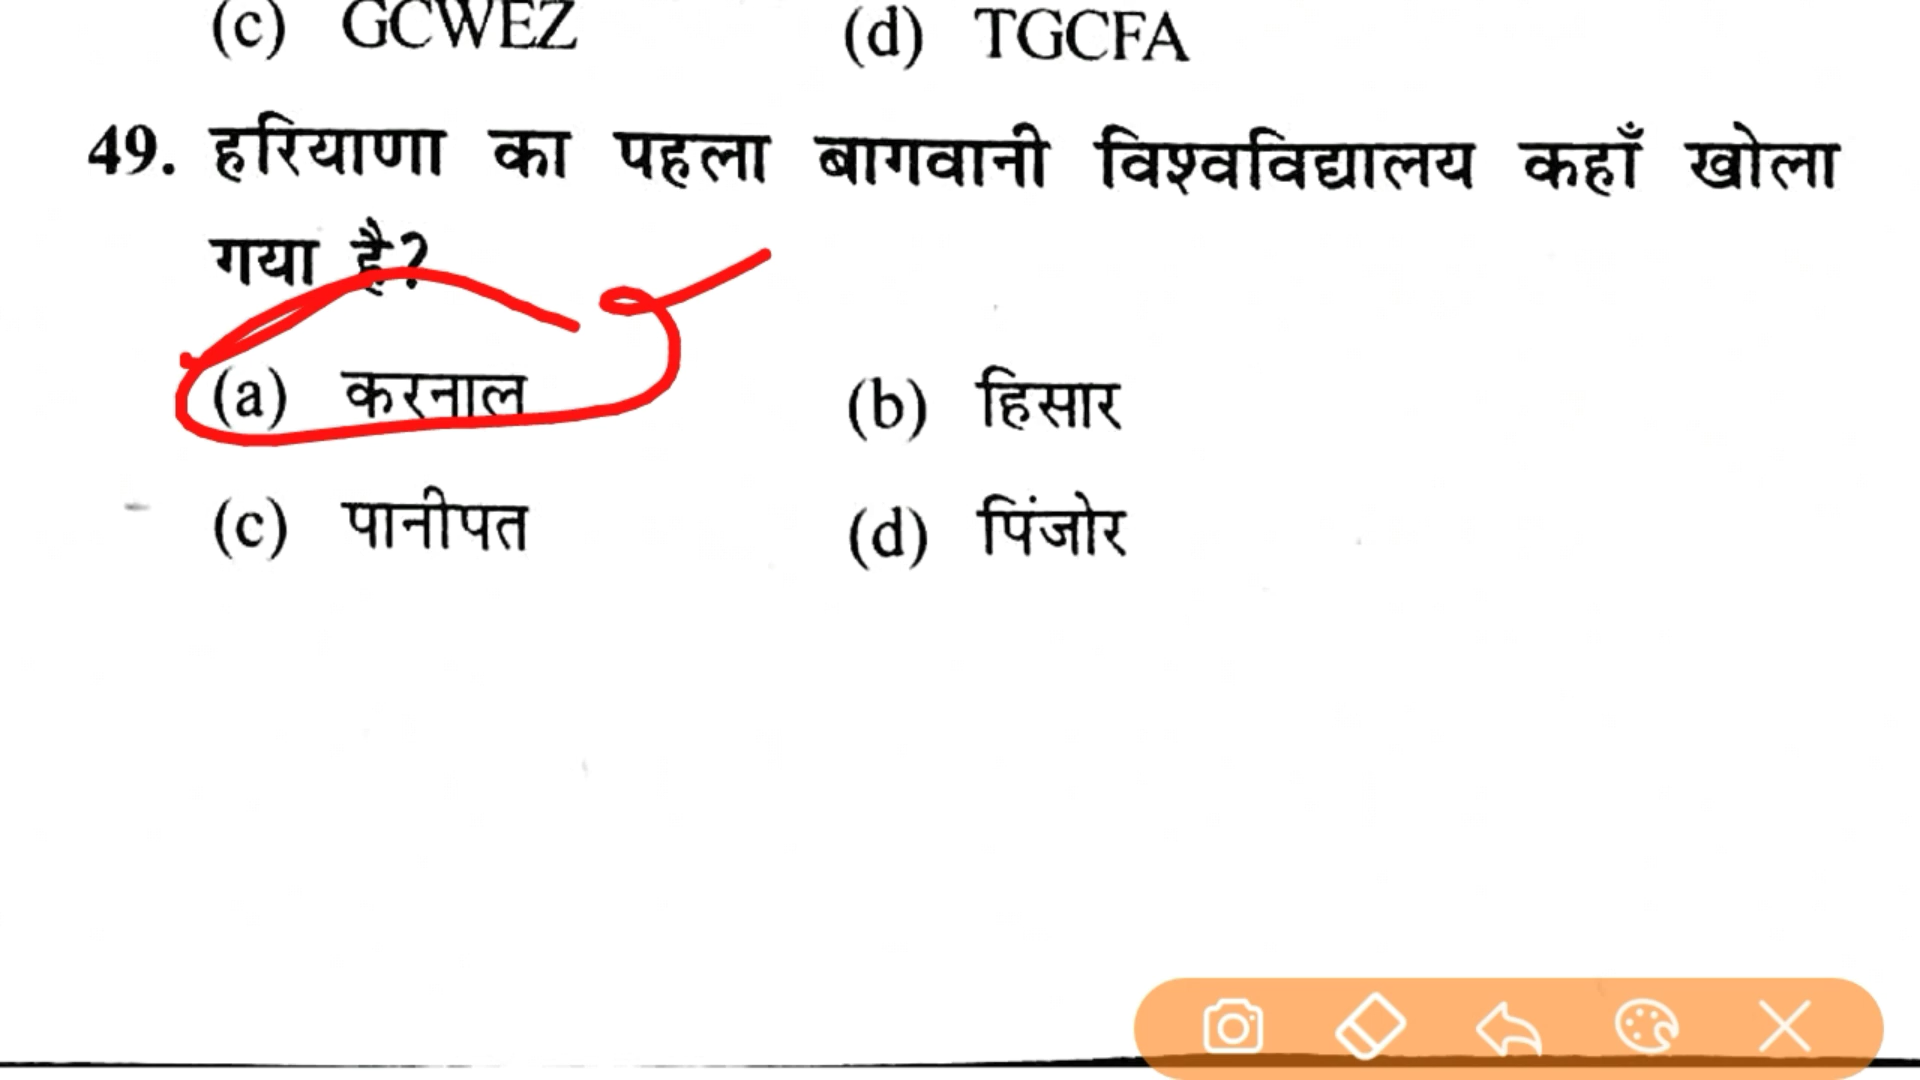 (c) GCWEZ (d) TGCFA
49. हरियाणा का पहला बागवानी विश्वविद्यालय कहाँ खोला
गया है?
(a) करनाल (b) हिसार
(c) पानीपत (d) पिंजोर